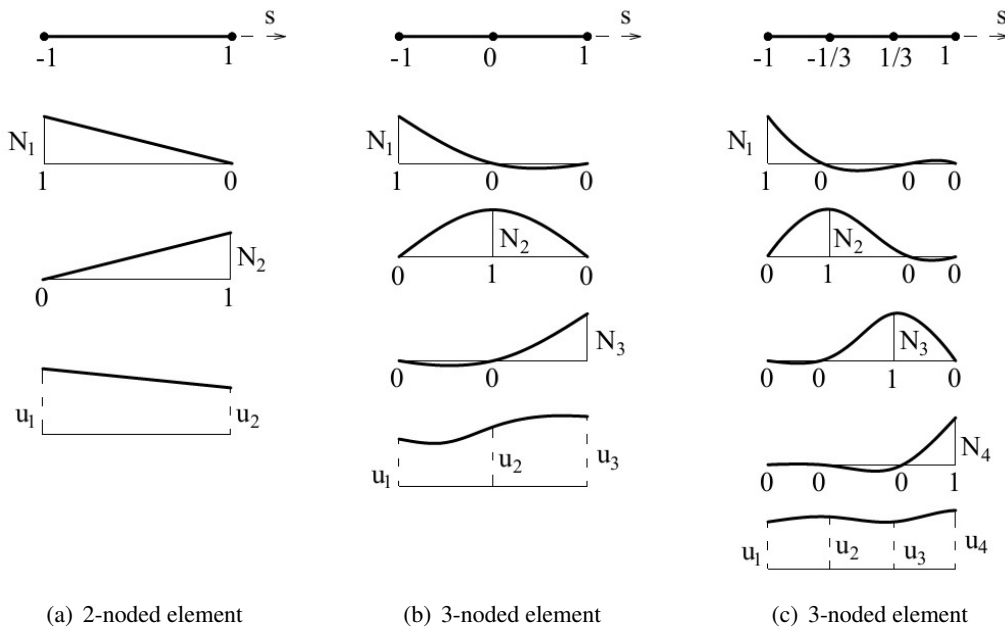 s
-1 1
N1
1 0
N2
0 1
u1 u2
(a) 2-noded element
s
-1 0 1
N1
1 0 0
N2
0 1 0
N3
0 0
u1 u2 u3
(b) 3-noded element
s
-1 -1/3 1/3 1
N1
1 0 0 0
N2
0 1 0 0
N3
0 0 1 0
N4
0 0 0 1
u1 u2 u3 u4
(c) 3-noded element